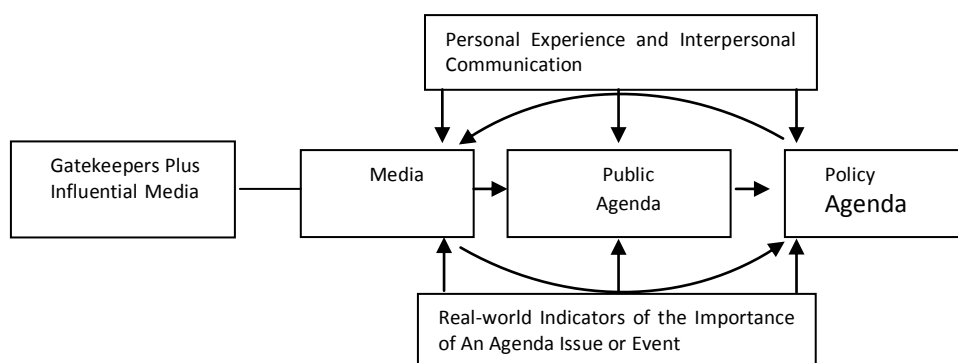 Personal Experience and Interpersonal
Communication
Gatekeepers Plus
Influential Media
Media
Public
Agenda
Policy
Agenda
Real-world Indicators of the Importance
of An Agenda Issue or Event